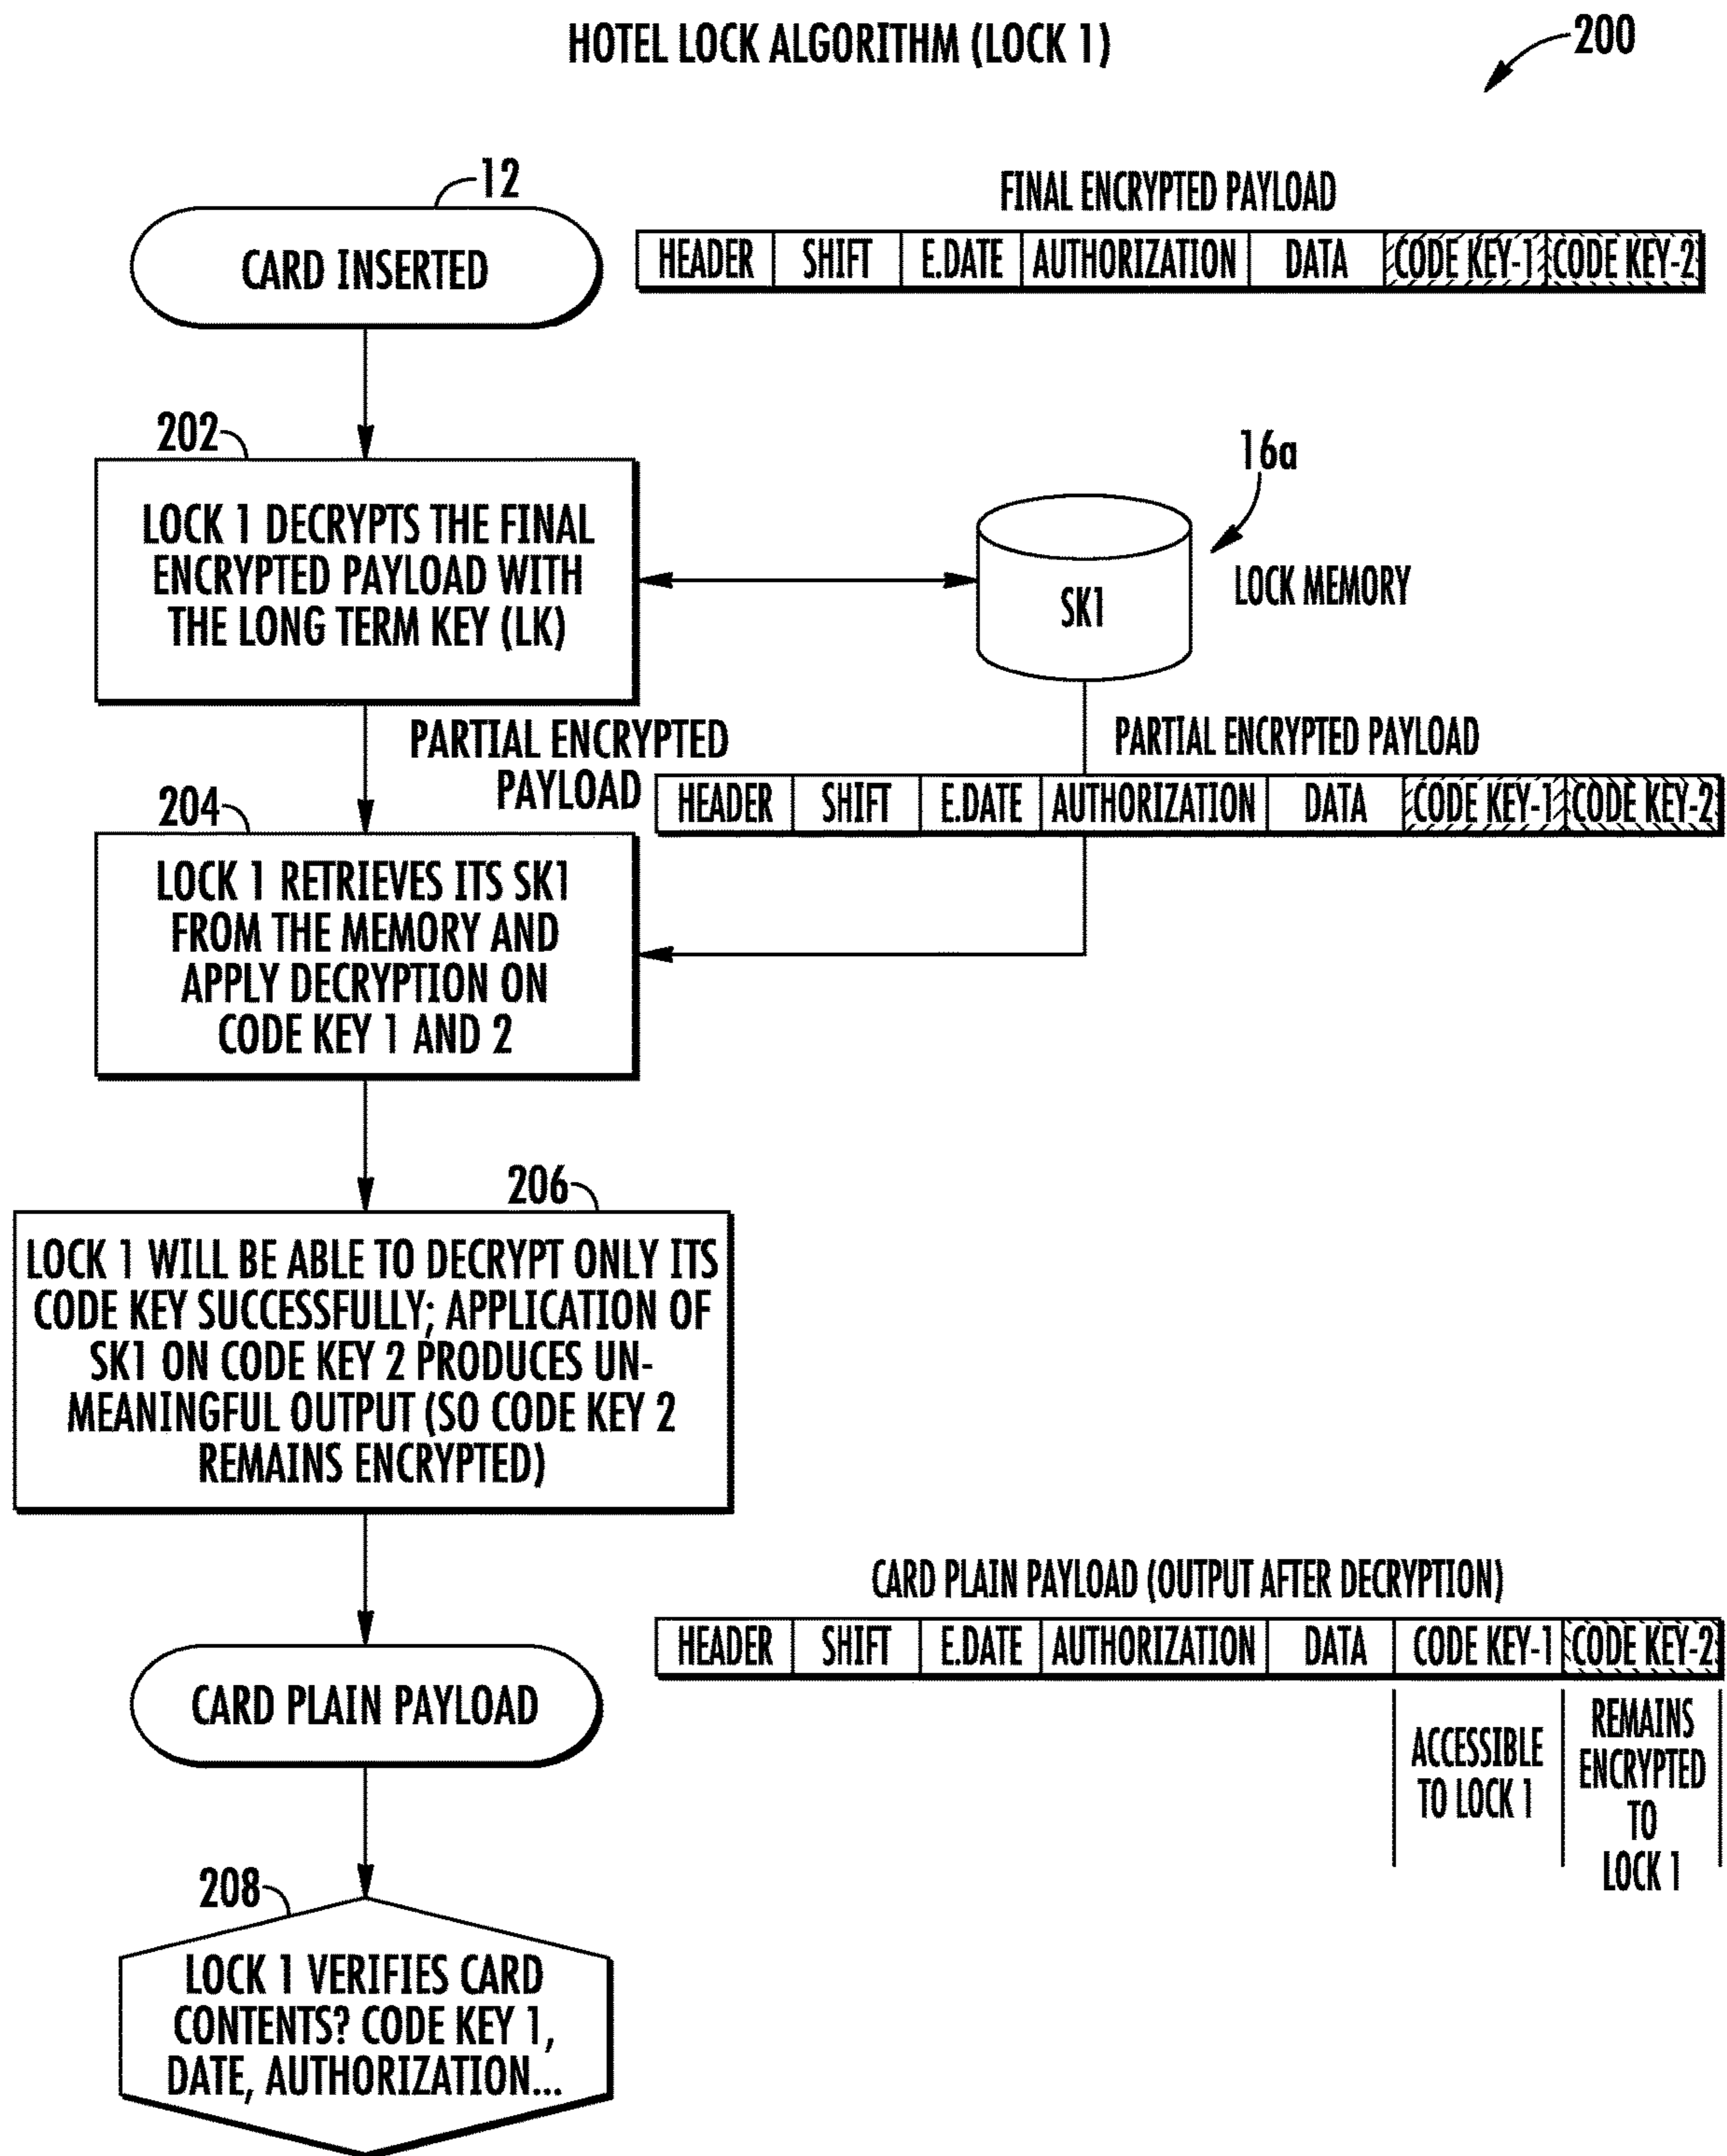 HOTEL LOCK ALGORITHM (LOCK 1)
200
12
CARD INSERTED
FINAL ENCRYPTED PAYLOAD
HEADER SHIFT E.DATE AUTHORIZATION DATA CODE KEY-1 CODE KEY-2
202
LOCK 1 DECRYPTS THE FINAL
ENCRYPTED PAYLOAD WITH
THE LONG TERM KEY (LK)
16a
SK1
LOCK MEMORY
PARTIAL ENCRYPTED
PAYLOAD
PARTIAL ENCRYPTED PAYLOAD
HEADER SHIFT E.DATE AUTHORIZATION DATA CODE KEY-1 CODE KEY-2
204
LOCK 1 RETRIEVES ITS SK1
FROM THE MEMORY AND
APPLY DECRYPTION ON
CODE KEY 1 AND 2
206
LOCK 1 WILL BE ABLE TO DECRYPT ONLY ITS
CODE KEY SUCCESSFULLY; APPLICATION OF
SK1 ON CODE KEY 2 PRODUCES UN-
MEANINGFUL OUTPUT (SO CODE KEY 2
REMAINS ENCRYPTED)
CARD PLAIN PAYLOAD
CARD PLAIN PAYLOAD (OUTPUT AFTER DECRYPTION)
HEADER SHIFT E.DATE AUTHORIZATION DATA CODE KEY-1 CODE KEY-2
ACCESSIBLE
TO LOCK 1
REMAINS
ENCRYPTED
TO
LOCK 1
208
LOCK 1 VERIFIES CARD
CONTENTS? CODE KEY 1,
DATE, AUTHORIZATION...